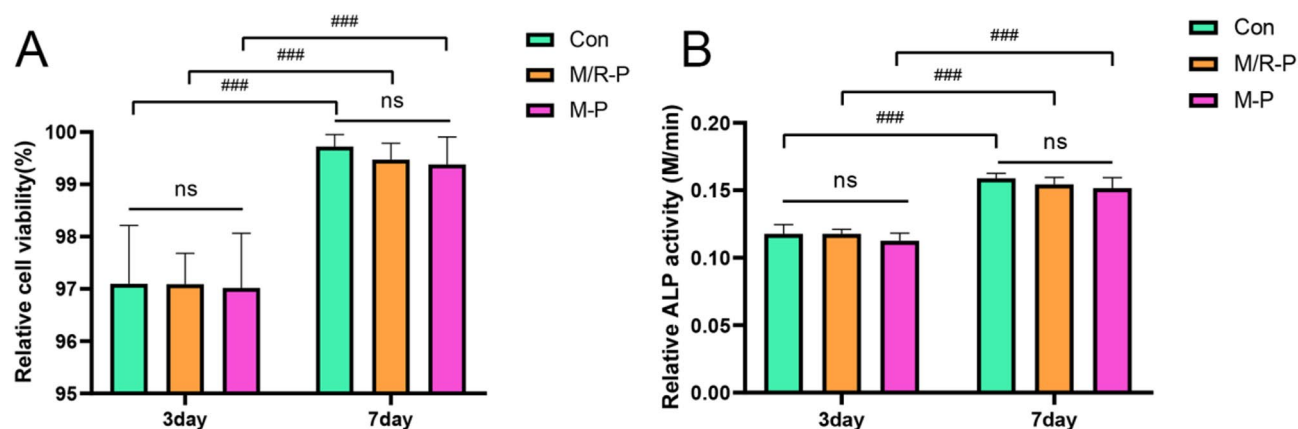 A
###
###
###
ns
ns
Con
M/R-P
M-P
Relative cell viability(%)
100
99
98
97
96
95
3day
7day
B
###
###
###
ns
ns
Con
M/R-P
M-P
Relative ALP activity (M/min)
0.20
0.15
0.10
0.05
0.00
3day
7day